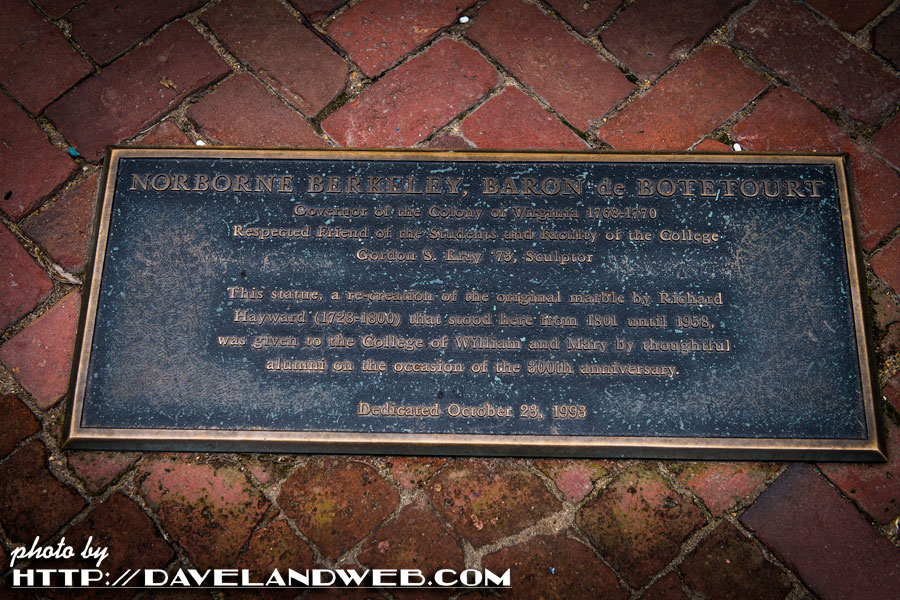 NORBORNE BERKELEY, BARON de BOTETOURT
Governor of the Colony of Virginia 1768-1770
Respected Friend of the Students and Faculty of the College
Gordon S. Kray '73, Sculptor
This statue, a re-creation of the original marble by Richard
Hayward (1728-1800) that stood here from 1801 until 1958,
was given to the College of William and Mary by thoughtful
alumni on the occasion of the 300th anniversary.
Dedicated October 23, 1993
photo by
HTTP://DAVELANDWEB.COM